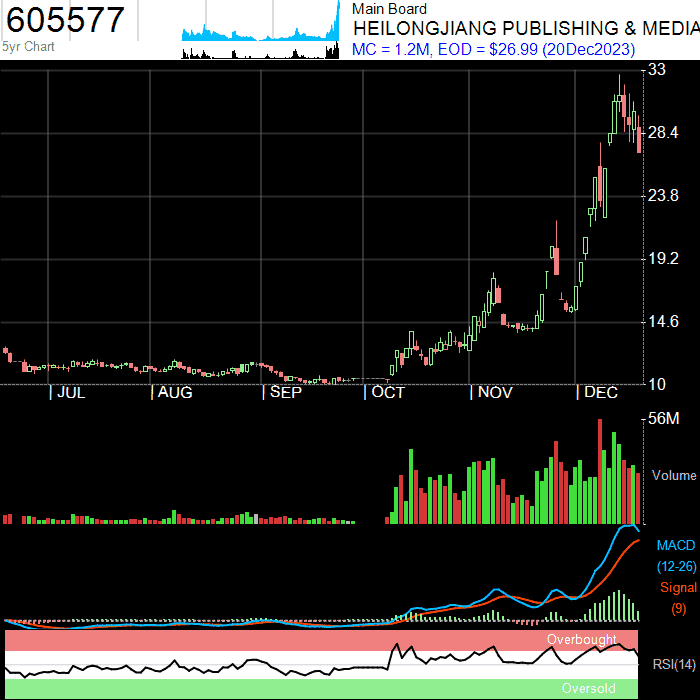 605577
5yr Chart
Main Board
HEILONGJIANG PUBLISHING & MEDIA
MC = 1.2M, EOD = $26.99 (20Dec2023)
33
28.4
23.8
19.2
14.6
10
JUL AUG SEP OCT NOV DEC
56M
Volume
MACD
(12-26)
Signal
(9)
Overbought
RSI(14)
Oversold